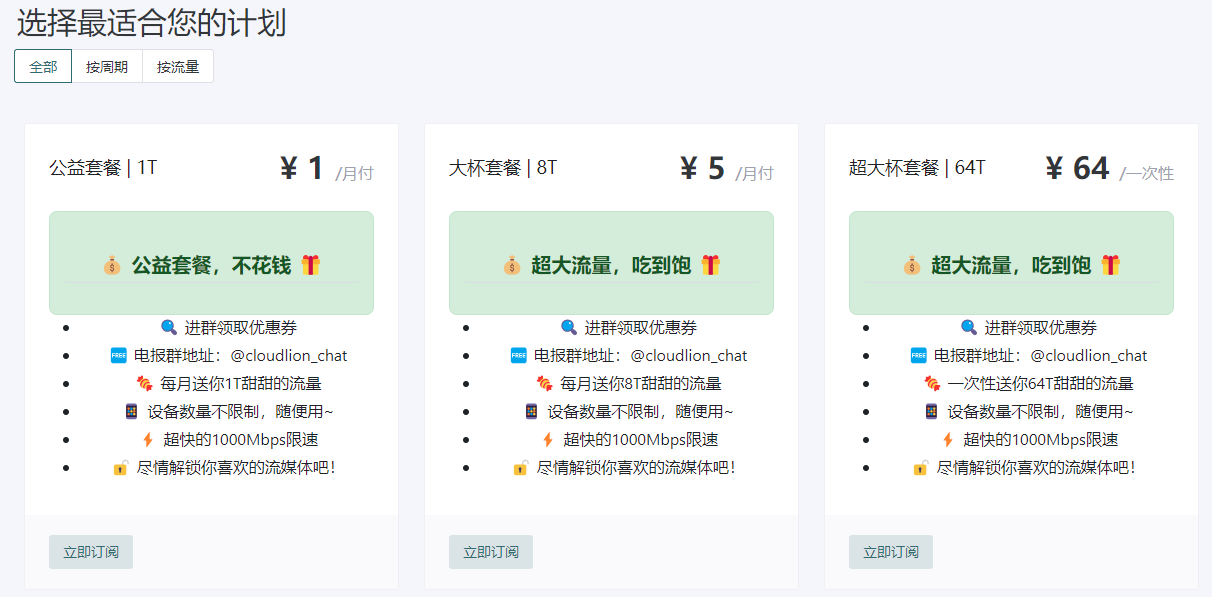 选择最适合您的计划
全部 按周期 按流量
公益套餐 | 1T ¥ 1 /月付
💰 公益套餐，不花钱 🎁
🔍 进群领取优惠券
🆓 电报群地址：@cloudlion_chat
🍬 每月送你1T甜甜的流量
📱 设备数量不限制，随便用~
⚡ 超快的1000Mbps限速
🔓 尽情解锁你喜欢的流媒体吧！
立即订阅
大杯套餐 | 8T ¥ 5 /月付
💰 超大流量，吃到饱 🎁
🔍 进群领取优惠券
🆓 电报群地址：@cloudlion_chat
🍬 每月送你8T甜甜的流量
📱 设备数量不限制，随便用~
⚡ 超快的1000Mbps限速
🔓 尽情解锁你喜欢的流媒体吧！
立即订阅
超大杯套餐 | 64T ¥ 64 /一次性
💰 超大流量，吃到饱 🎁
🔍 进群领取优惠券
🆓 电报群地址：@cloudlion_chat
🍬 一次性送你64T甜甜的流量
📱 设备数量不限制，随便用~
⚡ 超快的1000Mbps限速
🔓 尽情解锁你喜欢的流媒体吧！
立即订阅